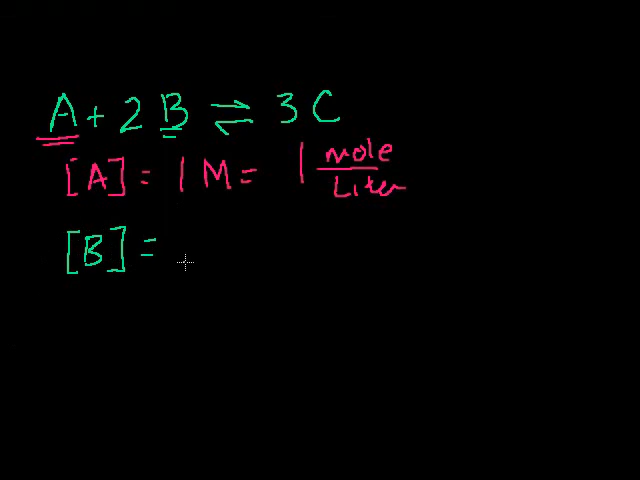 A + 2 B ⇌ 3 C
[A] = 1 M = 1 mole/Liter
[B] =